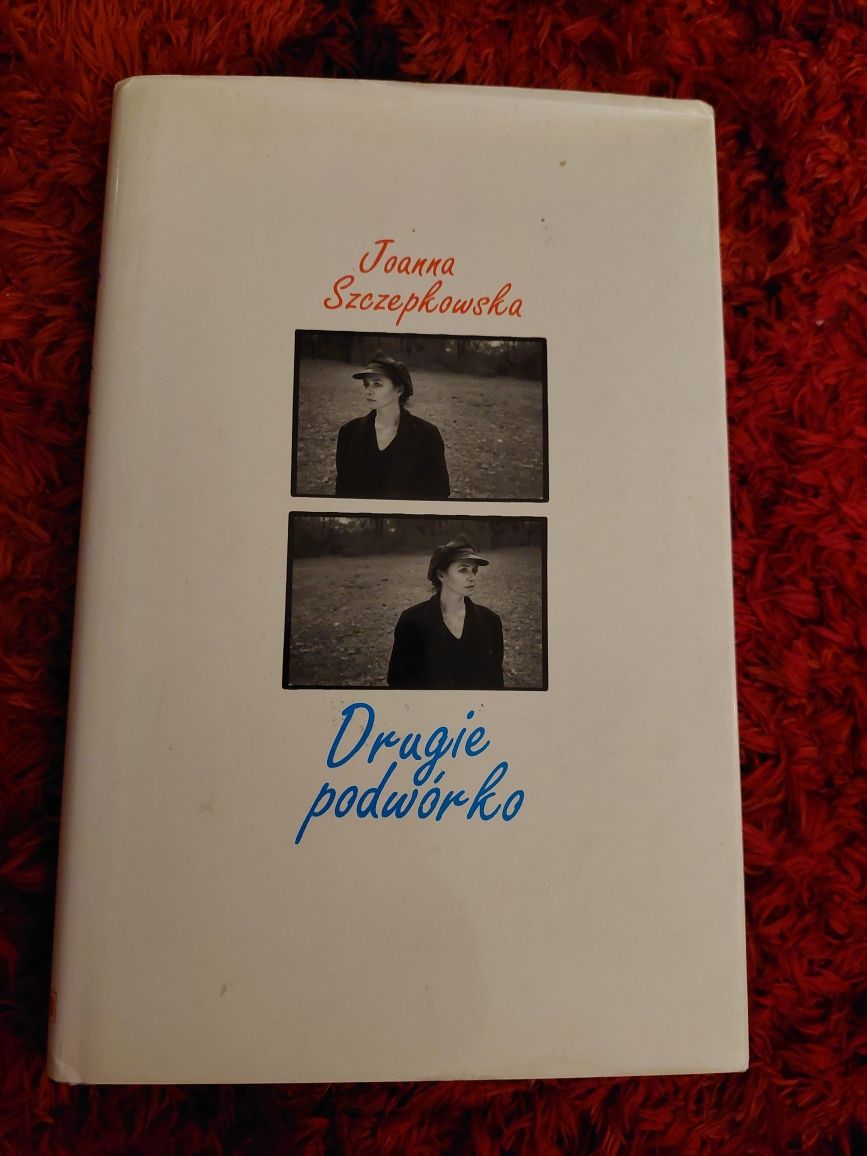 Joanna
Szczepkowska
Drugie
podwórko